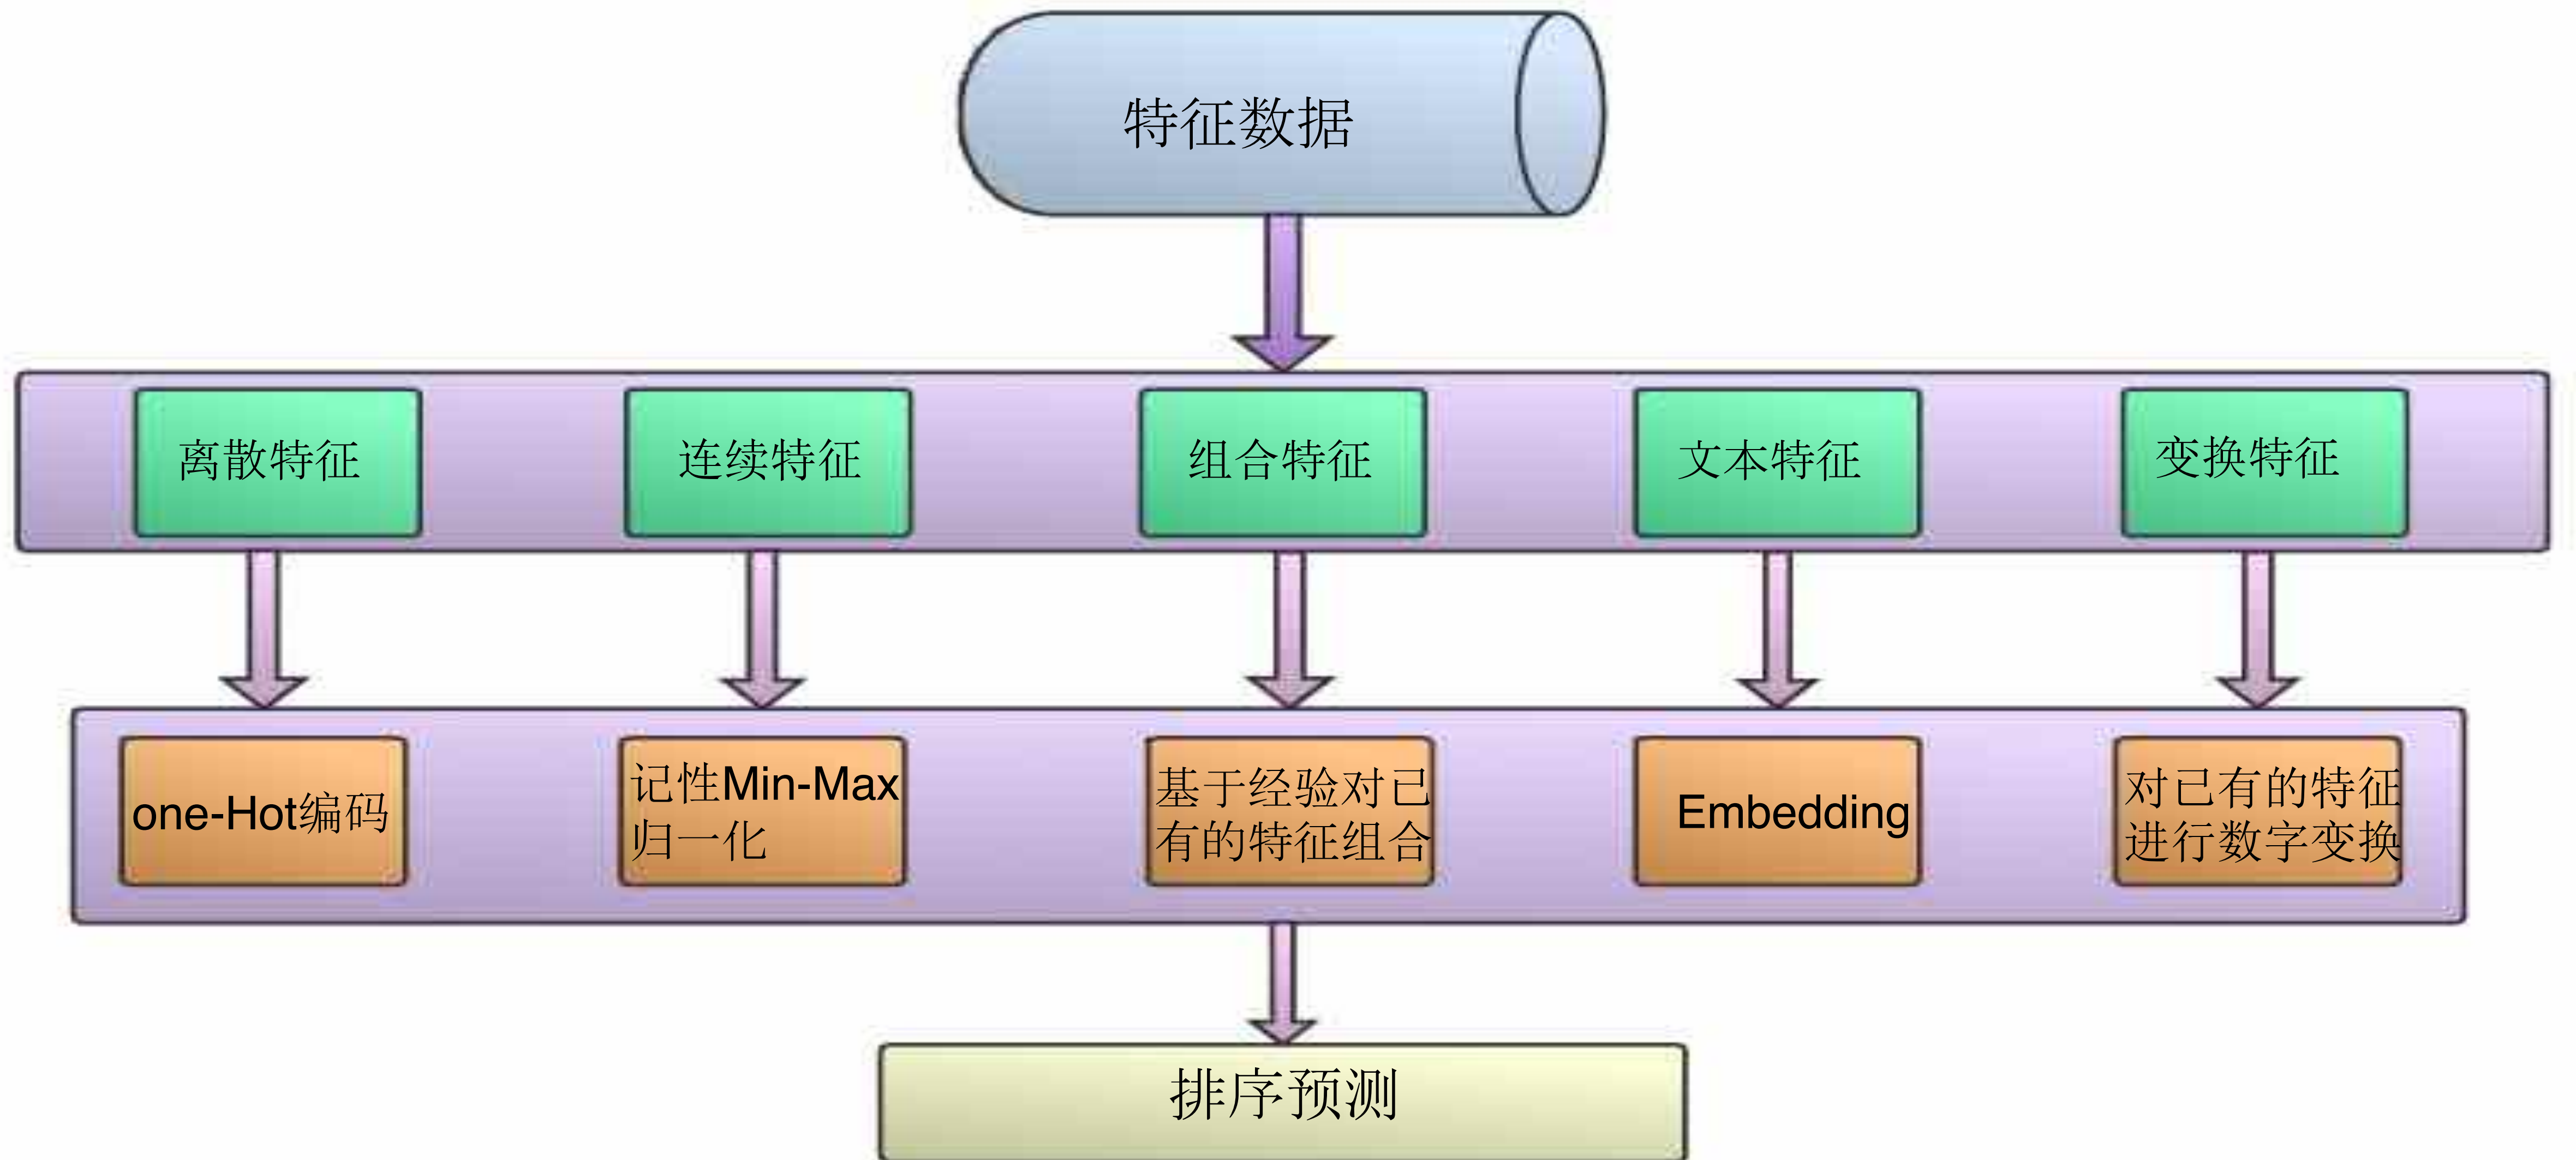 特征数据
离散特征
连续特征
组合特征
文本特征
变换特征
one-Hot编码
记性Min-Max
归一化
基于经验对已
有的特征组合
Embedding
对已有的特征
进行数字变换
排序预测